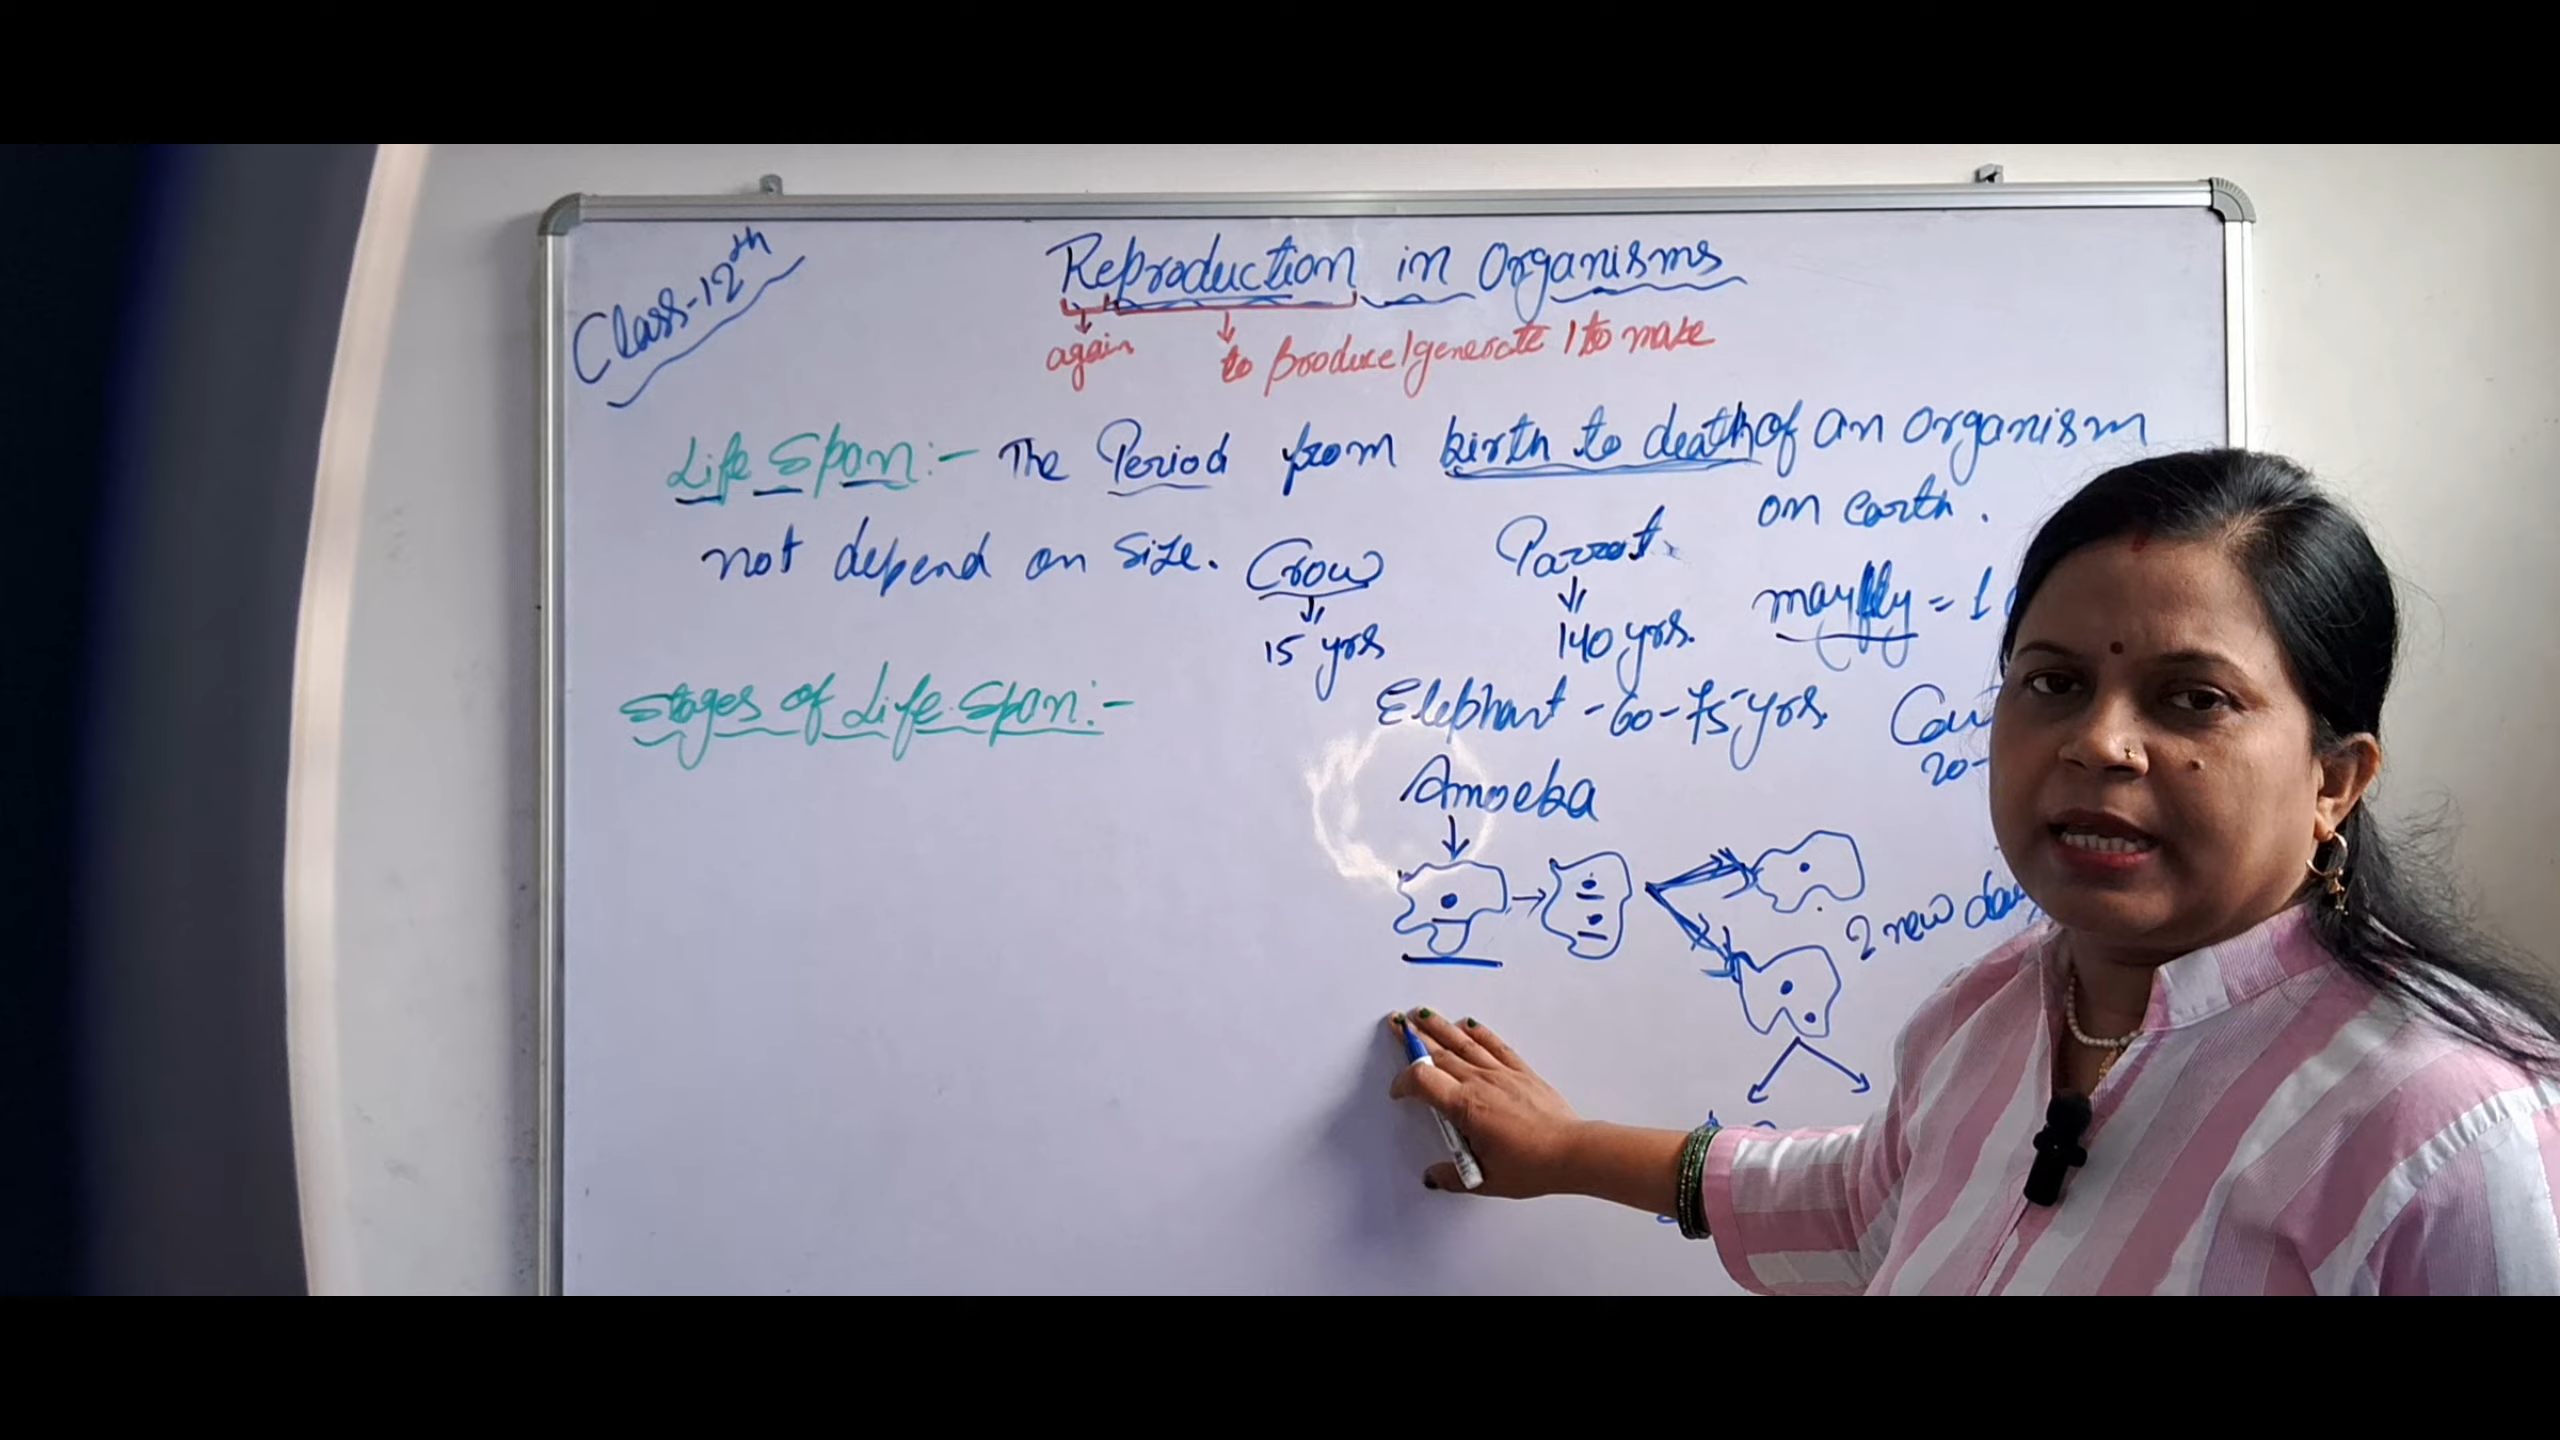 Class-12th
Reproduction in Organisms
again
to produce/generate/to make
Life Span:- The Period from birth to death of an organism
on earth.
not depend on size.
Crow
15 yrs
Parrot
140 yrs.
mayfly = 1
Stages of Life Span:-
Elephant - 60-75 yrs.
20-
Amoeba
2 new